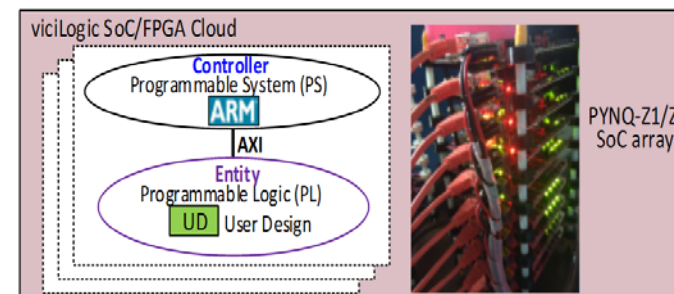 viciLogic SoC/FPGA Cloud
Controller
Programmable System (PS)
ARM
AXI
Entity
Programmable Logic (PL)
UD User Design
PYNQ-Z1/Z
SoC array